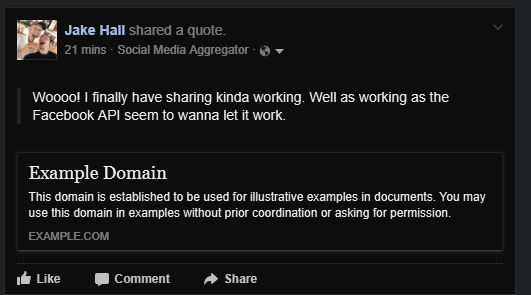 Jake Hall shared a quote.
21 mins · Social Media Aggregator ·
Woooo! I finally have sharing kinda working. Well as working as the
Facebook API seem to wanna let it work.
Example Domain
This domain is established to be used for illustrative examples in documents. You may
use this domain in examples without prior coordination or asking for permission.
EXAMPLE.COM
Like Comment Share